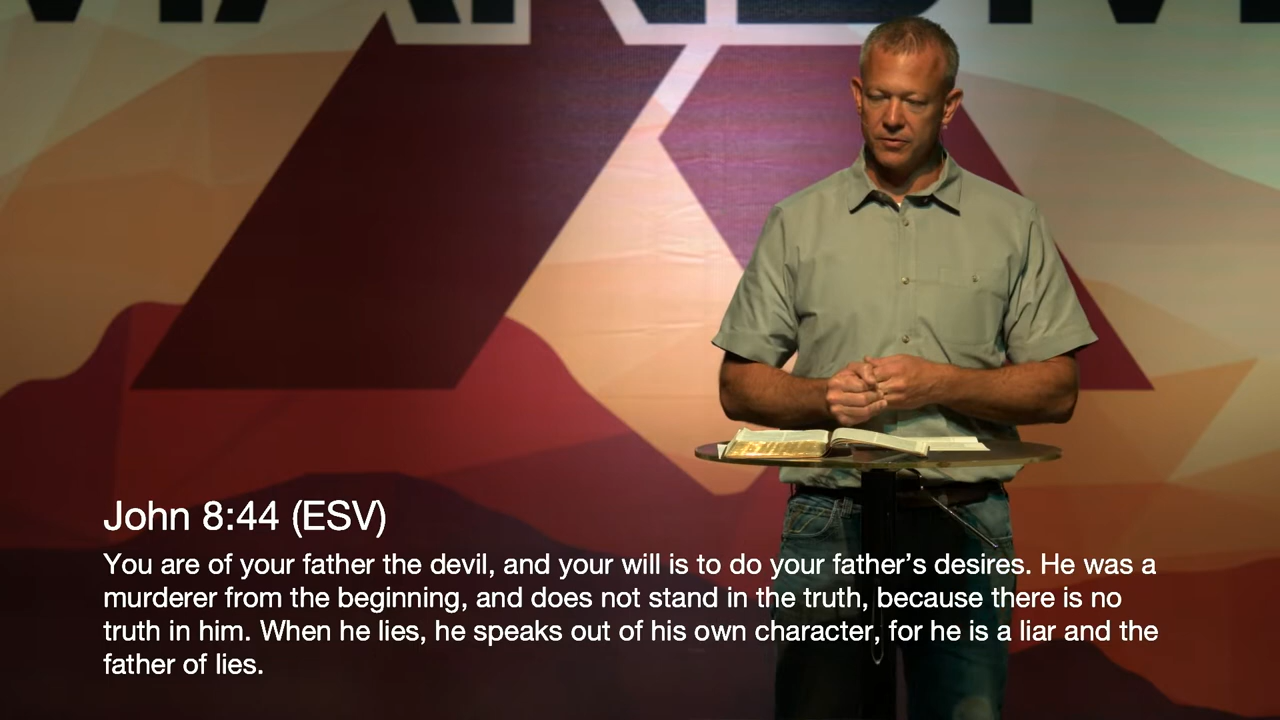 John 8:44 (ESV)
You are of your father the devil, and your will is to do your father’s desires. He was a
murderer from the beginning, and does not stand in the truth, because there is no
truth in him. When he lies, he speaks out of his own character, for he is a liar and the
father of lies.